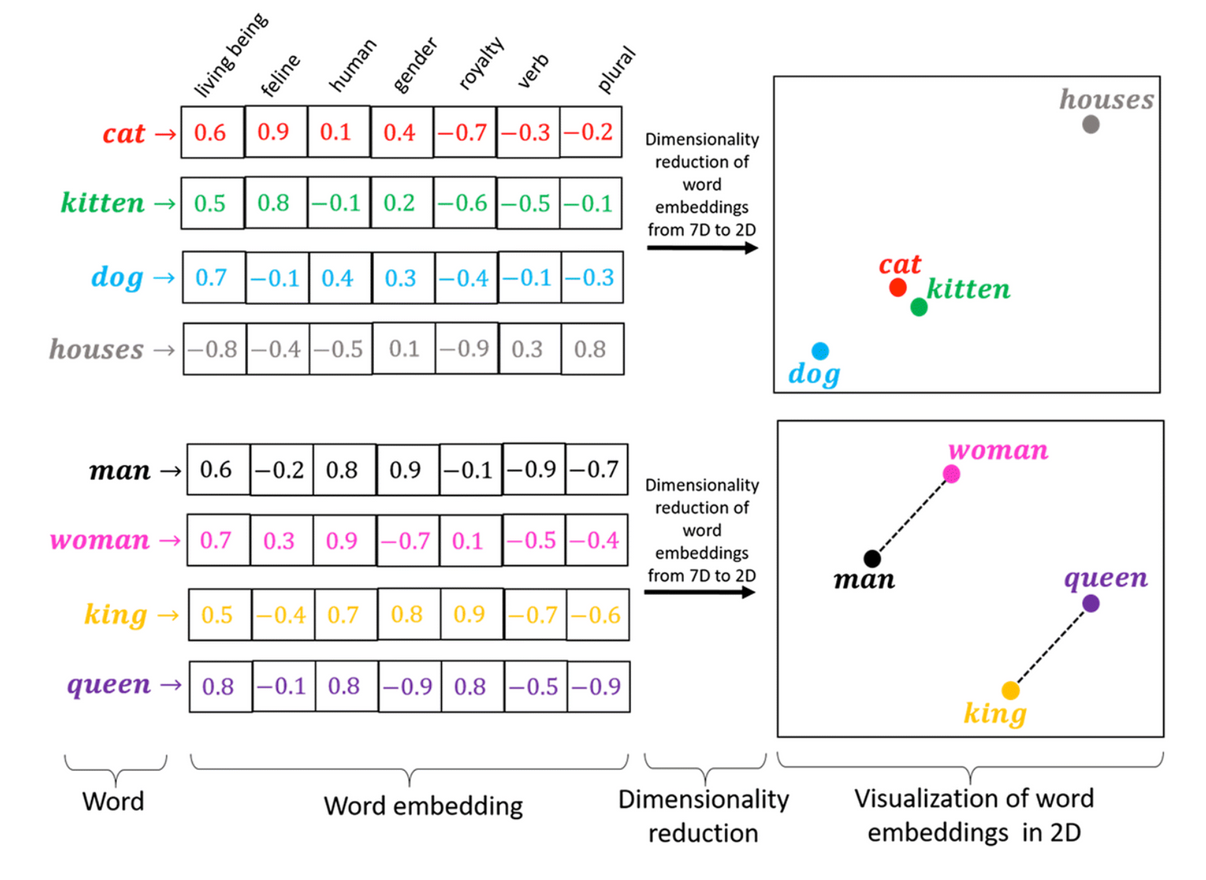 living being feline human gender royalty verb plural
cat → 0.6 0.9 0.1 0.4 −0.7 −0.3 −0.2
kitten → 0.5 0.8 −0.1 0.2 −0.6 −0.5 −0.1
dog → 0.7 −0.1 0.4 0.3 −0.4 −0.1 −0.3
houses → −0.8 −0.4 −0.5 0.1 −0.9 0.3 0.8
Dimensionality
reduction of
word
embeddings
from 7D to 2D
houses
cat
kitten
dog
man → 0.6 −0.2 0.8 0.9 −0.1 −0.9 −0.7
woman → 0.7 0.3 0.9 −0.7 0.1 −0.5 −0.4
king → 0.5 −0.4 0.7 0.8 0.9 −0.7 −0.6
queen → 0.8 −0.1 0.8 −0.9 0.8 −0.5 −0.9
Dimensionality
reduction of
word
embeddings
from 7D to 2D
woman
man
queen
king
Word
Word embedding
Dimensionality
reduction
Visualization of word
embeddings in 2D